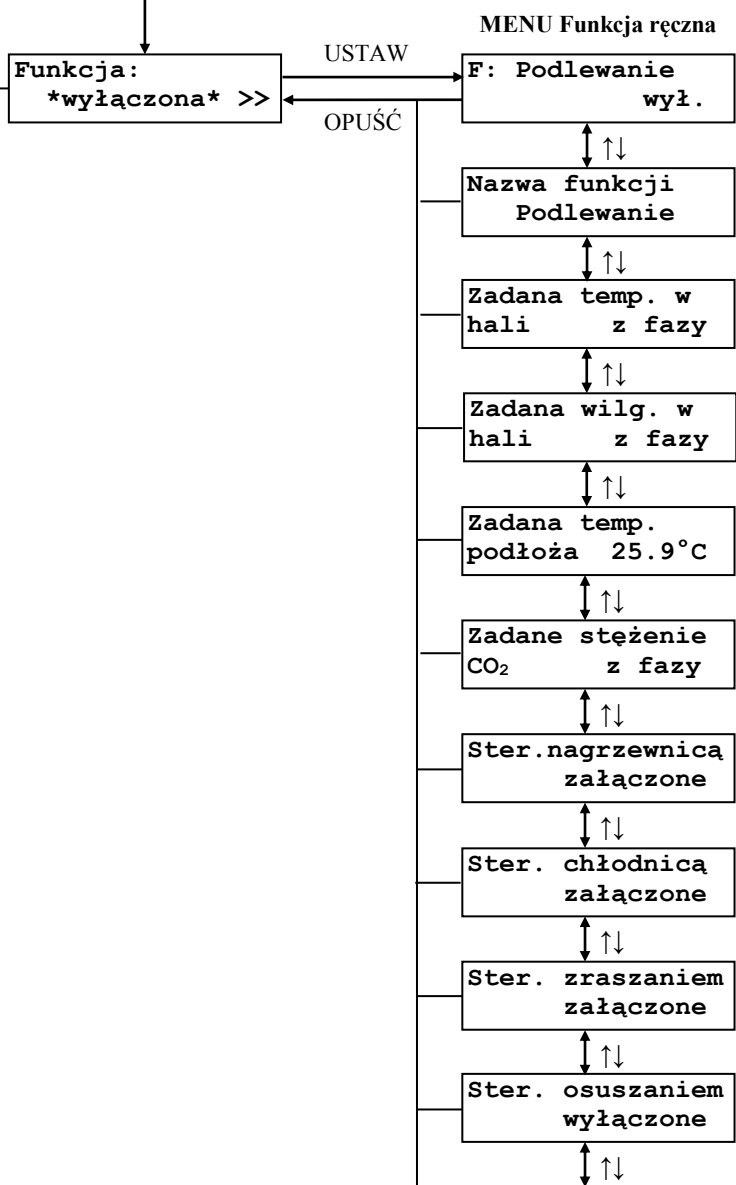 MENU Funkcja ręczna
Funkcja:
*wyłączona* >>
USTAW
OPUŚĆ
F: Podlewanie
wył.
↑↓
Nazwa funkcji
Podlewanie
↑↓
Zadana temp. w
hali z fazy
↑↓
Zadana wilg. w
hali z fazy
↑↓
Zadana temp.
podłoża 25.9°C
↑↓
Zadane stężenie
CO₂ z fazy
↑↓
Ster.nagrzewnicą
załączone
↑↓
Ster. chłodnicą
załączone
↑↓
Ster. zraszaniem
załączone
↑↓
Ster. osuszaniem
wyłączone
↑↓